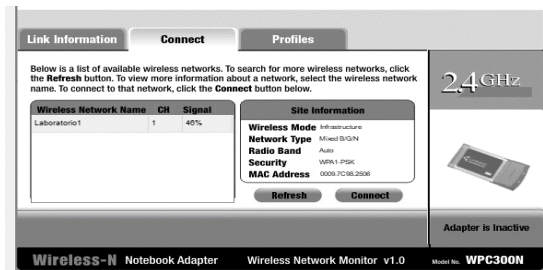 Link Information
Connect
Profiles
Below is a list of available wireless networks. To search for more wireless networks, click
the Refresh button. To view more information about a network, select the wireless network
name. To connect to that network, click the Connect button below.
Wireless Network Name CH Signal
Laboratorio1 1 46%
Site Information
Wireless Mode Infrastructure
Network Type Mixed B/G/N
Radio Band Auto
Security WPA1-PSK
MAC Address 0009.7C98.2506
Refresh
Connect
2,4GHz
Adapter is Inactive
Wireless-N Notebook Adapter Wireless Network Monitor v1.0 Model No. WPC300N